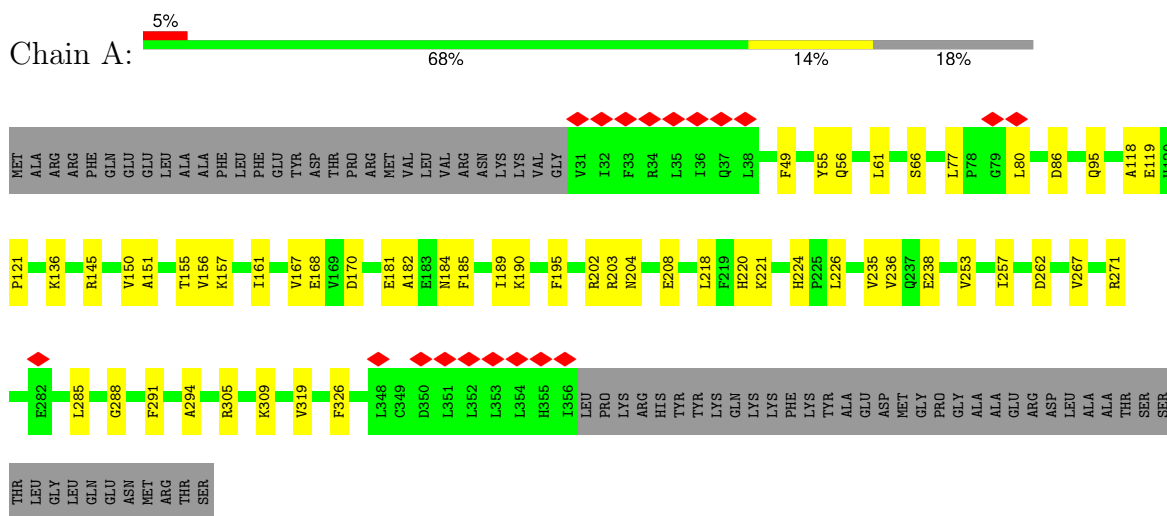 5%
Chain A:
68% 14% 18%
MET ALA ARG ARG PHE GLN GLU GLU LEU ALA ALA PHE LEU PHE GLU TYR ASP THR PRO ARG MET VAL LEU VAL ARG ASN LYS LYS VAL GLY V31 I32 F33 R34 L35 I36 Q37 L38 F49 Y55 Q56 L61 S66 L77 P78 G79 L80 D86 Q95 A118 E119
P121 K136 R145 V150 A151 T155 V156 K157 I161 V167 E168 V169 D170 E181 A182 E183 N184 F185 I189 K190 F195 R202 R203 N204 E208 L218 F219 H220 K221 H224 P225 L226 V235 V236 Q237 E238 V253 I257 D262 V267 R271
E282 L285 G288 F291 A294 R305 K309 V319 F326 L348 C349 D350 L351 L352 L353 L354 H355 I356 LEU PRO LYS ARG HIS TYR TYR LYS GLN LYS LYS PHE LYS TYR ALA GLU ASP MET GLY PRO GLY ALA ALA GLU ARG ASP LEU ALA ALA THR SER SER
THR LEU GLY LEU GLN GLU ASN MET ARG THR SER